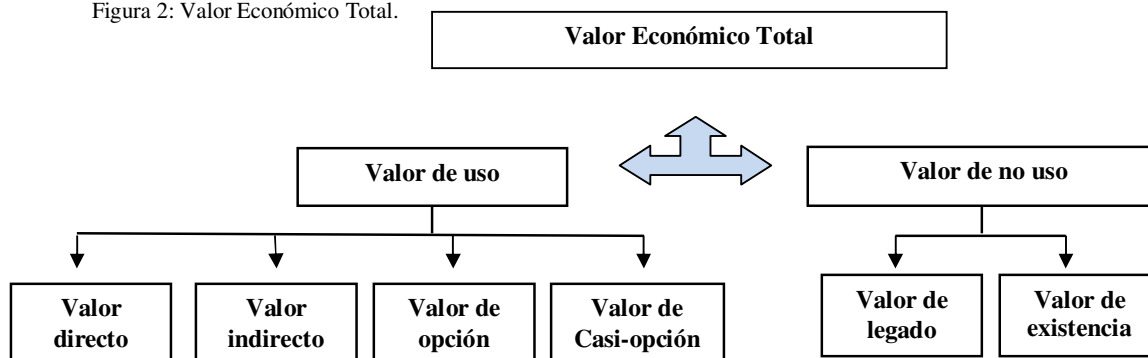 Figura 2: Valor Económico Total.
Valor Económico Total
Valor de uso
Valor de no uso
Valor
directo
Valor
indirecto
Valor de
opción
Valor de
Casi-opción
Valor de
legado
Valor de
existencia